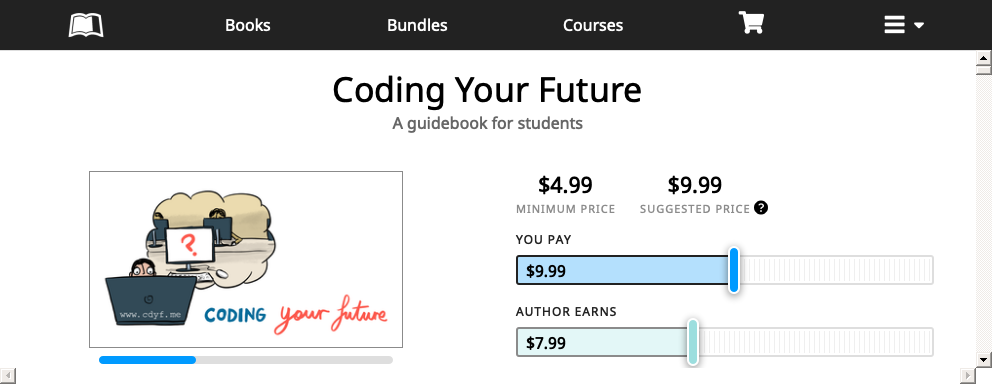 Books Bundles Courses
Coding Your Future
A guidebook for students
$4.99 $9.99
MINIMUM PRICE SUGGESTED PRICE ?
YOU PAY
$9.99
AUTHOR EARNS
$7.99
?
www.cdyf.me
CODING your future